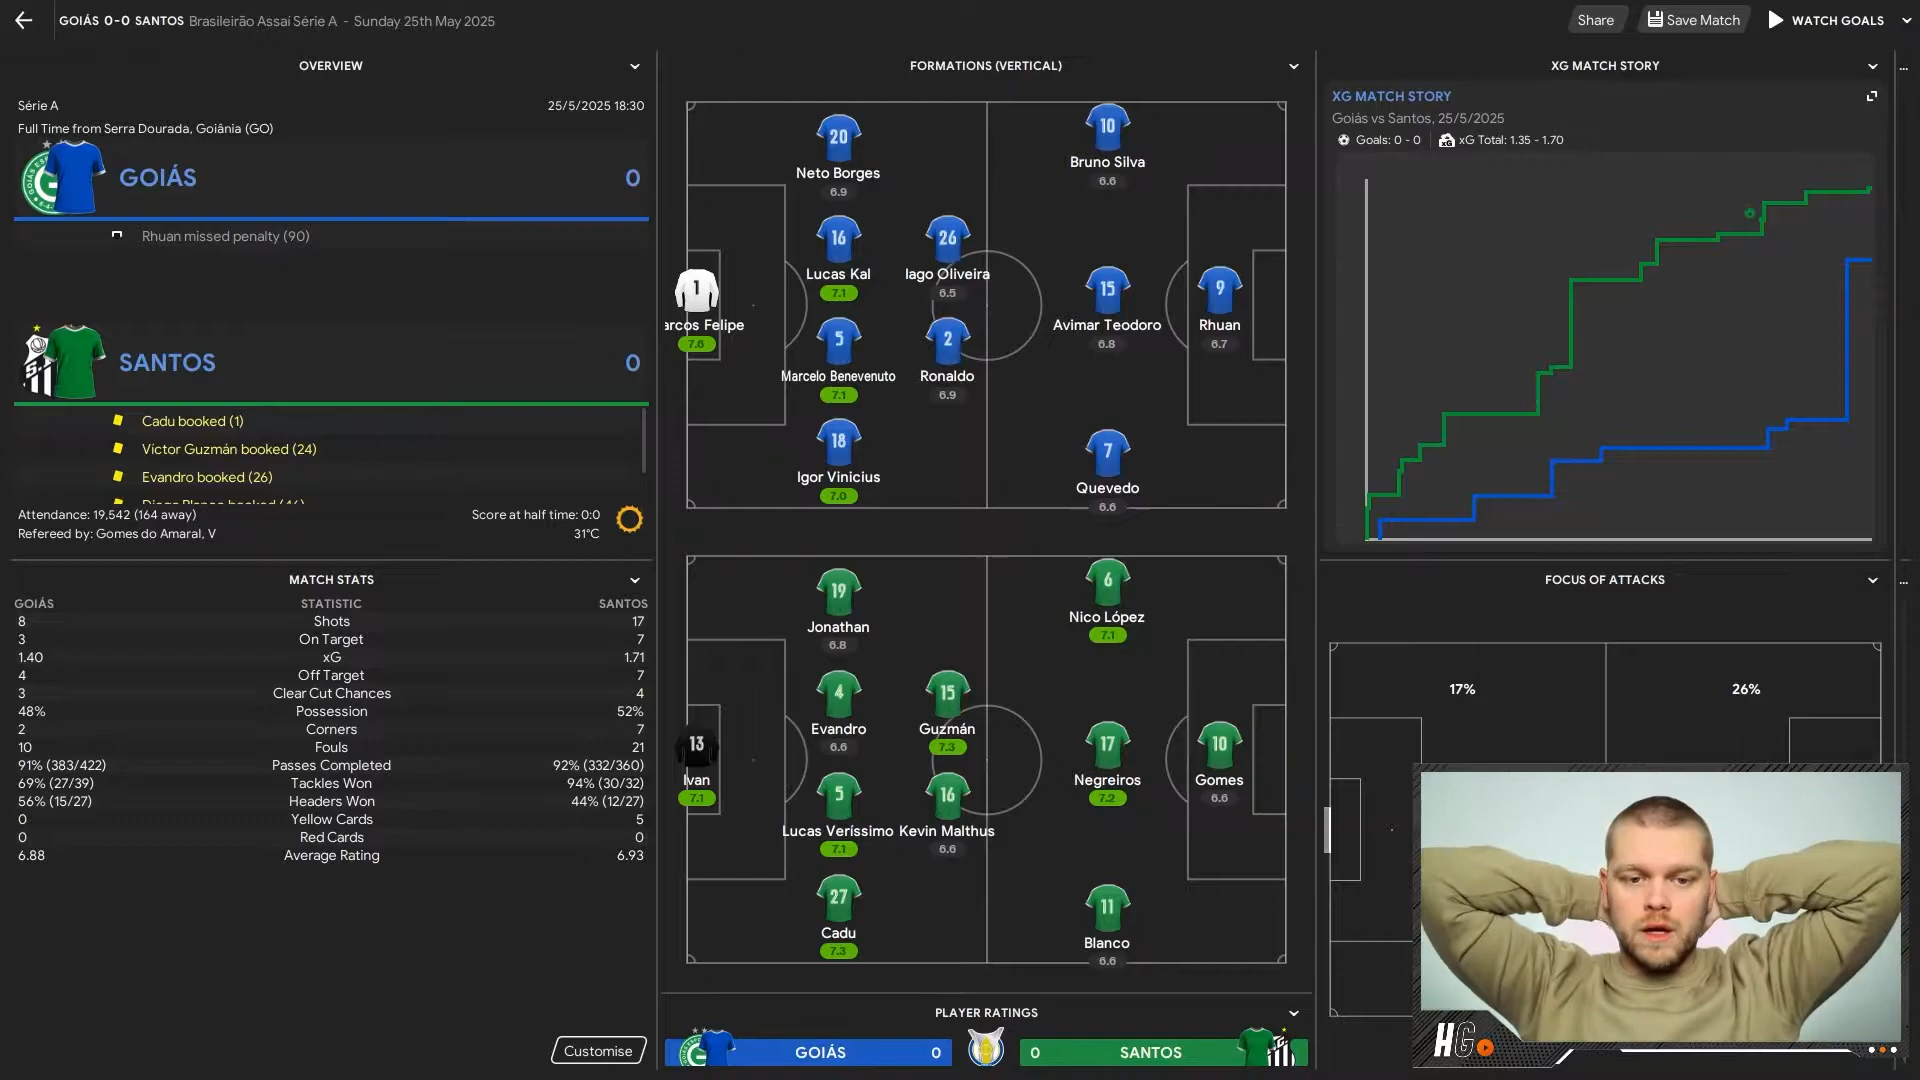 GOIÁS 0-0 SANTOS Brasileirão Assaí Série A - Sunday 25th May 2025
Share
Save Match
WATCH GOALS
OVERVIEW
Série A
25/5/2025 18:30
Full Time from Serra Dourada, Goiânia (GO)
GOIÁS
0
Rhuan missed penalty (90)
SANTOS
0
Cadu booked (1)
Víctor Guzmán booked (24)
Evandro booked (26)
Attendance: 19,542 (164 away)
Score at half time: 0:0
Refereed by: Gomes do Amaral, V
31°C
MATCH STATS
GOIÁS STATISTIC SANTOS
8 Shots 17
3 On Target 7
1.40 xG 1.71
4 Off Target 7
3 Clear Cut Chances 4
48% Possession 52%
2 Corners 7
10 Fouls 21
91% (383/422) Passes Completed 92% (332/360)
69% (27/39) Tackles Won 94% (30/32)
56% (15/27) Headers Won 44% (12/27)
0 Yellow Cards 5
0 Red Cards 0
6.88 Average Rating 6.93
Customise
FORMATIONS (VERTICAL)
20
Neto Borges
6.9
10
Bruno Silva
6.6
16
Lucas Kal
7.1
26
Iago Oliveira
6.5
1
arcos Felipe
7.6
15
Avimar Teodoro
6.8
9
Rhuan
6.7
5
Marcelo Benevenuto
7.1
2
Ronaldo
6.9
18
Igor Vinicius
7.0
7
Quevedo
6.6
19
Jonathan
6.8
6
Nico López
7.1
4
Evandro
6.6
15
Guzmán
7.3
13
Ivan
7.1
17
Negreiros
7.2
10
Gomes
6.6
5
Lucas Veríssimo
7.1
16
Kevin Malthus
6.6
27
Cadu
7.3
11
Blanco
6.6
PLAYER RATINGS
GOIÁS 0
0 SANTOS
XG MATCH STORY
XG MATCH STORY
Goiás vs Santos, 25/5/2025
Goals: 0 - 0
xG Total: 1.35 - 1.70
FOCUS OF ATTACKS
17%
26%
HG